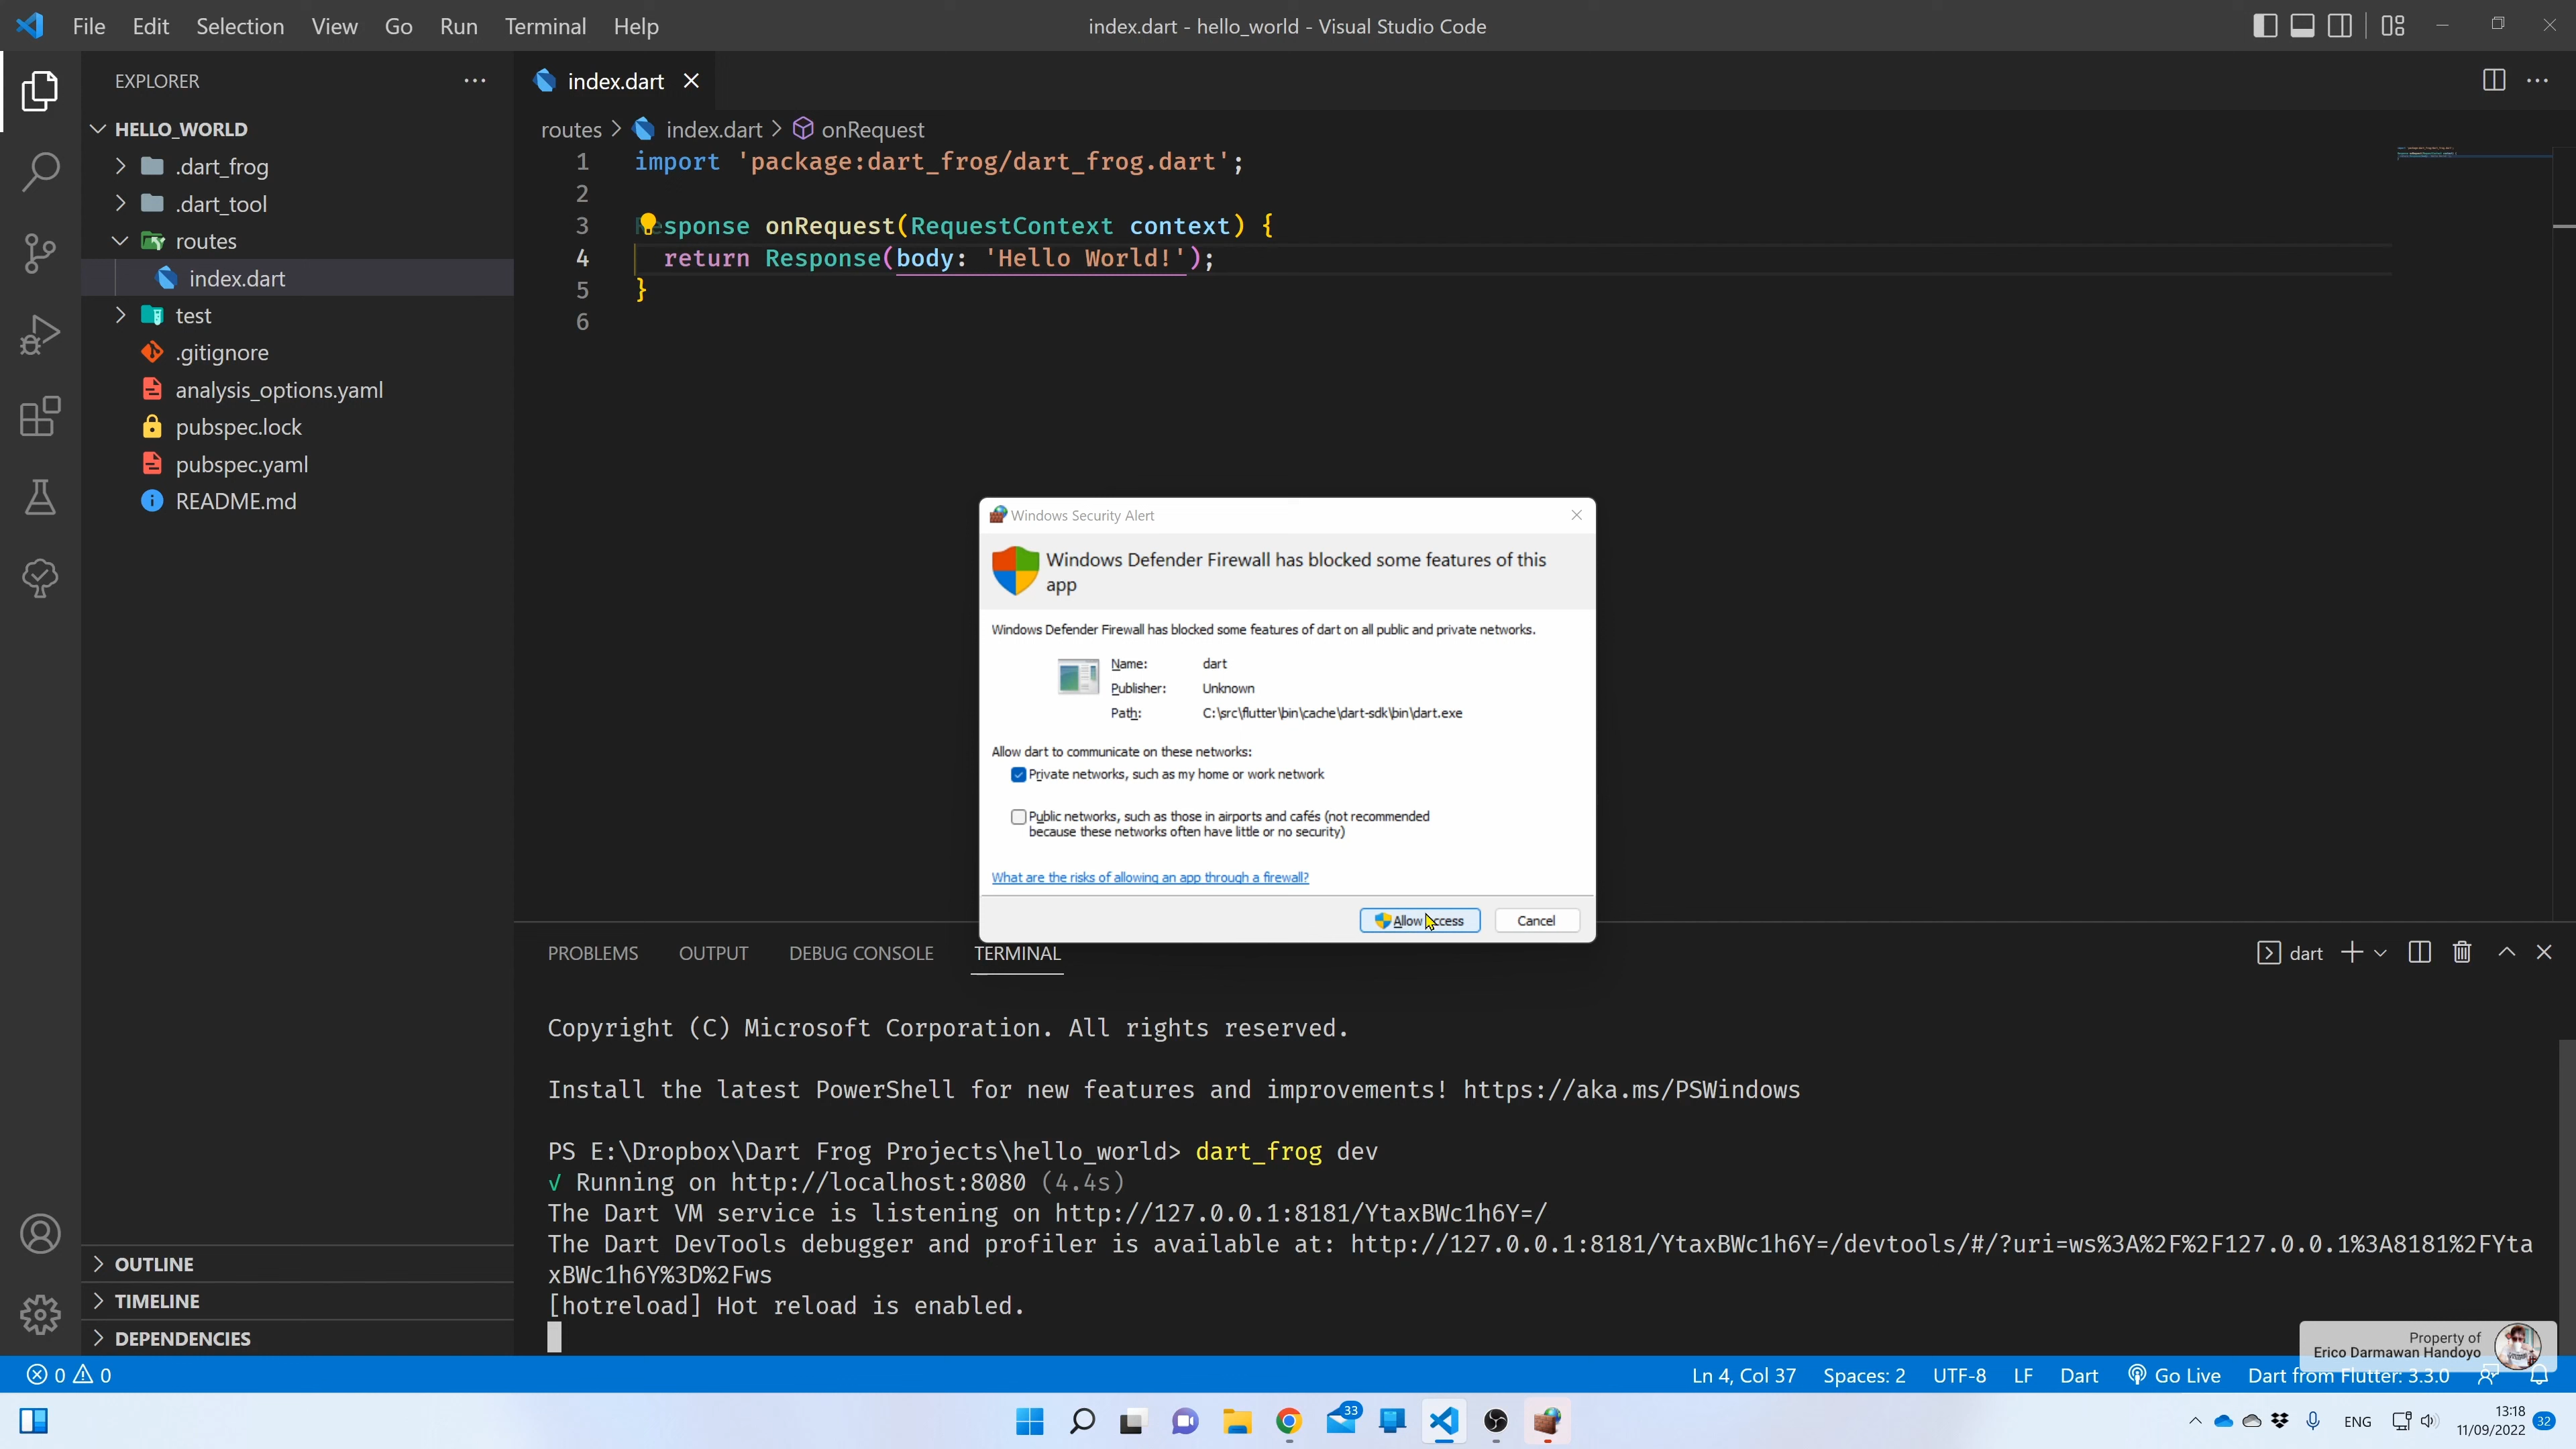 File Edit Selection View Go Run Terminal Help
index.dart - hello_world - Visual Studio Code
EXPLORER
HELLO_WORLD
.dart_frog
.dart_tool
routes
index.dart
test
.gitignore
analysis_options.yaml
pubspec.lock
pubspec.yaml
README.md
OUTLINE
TIMELINE
DEPENDENCIES
index.dart
routes > index.dart > onRequest
1 import 'package:dart_frog/dart_frog.dart';
2
3 Response onRequest(RequestContext context) {
4 return Response(body: 'Hello World!');
5 }
6
Windows Security Alert
Windows Defender Firewall has blocked some features of this
app
Windows Defender Firewall has blocked some features of dart on all public and private networks.
Name: dart
Publisher: Unknown
Path: C:\src\flutter\bin\cache\dart-sdk\bin\dart.exe
Allow dart to communicate on these networks:
Private networks, such as my home or work network
Public networks, such as those in airports and cafés (not recommended
because these networks often have little or no security)
What are the risks of allowing an app through a firewall?
Allow access Cancel
PROBLEMS OUTPUT DEBUG CONSOLE TERMINAL
dart
Copyright (C) Microsoft Corporation. All rights reserved.
Install the latest PowerShell for new features and improvements! https://aka.ms/PSWindows
PS E:\Dropbox\Dart Frog Projects\hello_world> dart_frog dev
√ Running on http://localhost:8080 (4.4s)
The Dart VM service is listening on http://127.0.0.1:8181/YtaxBWc1h6Y=/
The Dart DevTools debugger and profiler is available at: http://127.0.0.1:8181/YtaxBWc1h6Y=/devtools/#/?uri=ws%3A%2F%2F127.0.0.1%3A8181%2FYta
xBWc1h6Y%3D%2Fws
[hotreload] Hot reload is enabled.
Property of
Erico Darmawan Handoyo
0 0
Ln 4, Col 37 Spaces: 2 UTF-8 LF Dart Go Live Dart from Flutter: 3.3.0
33
ENG
13:18
11/09/2022
32